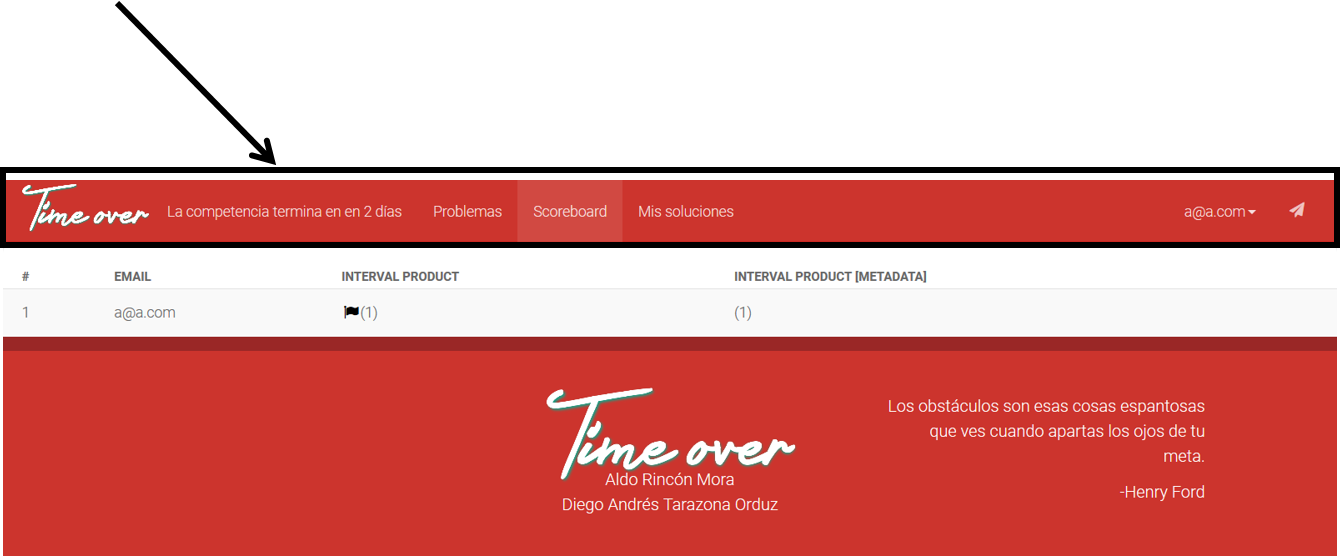 Time over La competencia termina en en 2 días Problemas Scoreboard Mis soluciones a@a.com
# EMAIL INTERVAL PRODUCT INTERVAL PRODUCT [METADATA]
1 a@a.com (1) (1)
Time over
Aldo Rincón Mora
Diego Andrés Tarazona Orduz
Los obstáculos son esas cosas espantosas
que ves cuando apartas los ojos de tu
meta.
-Henry Ford